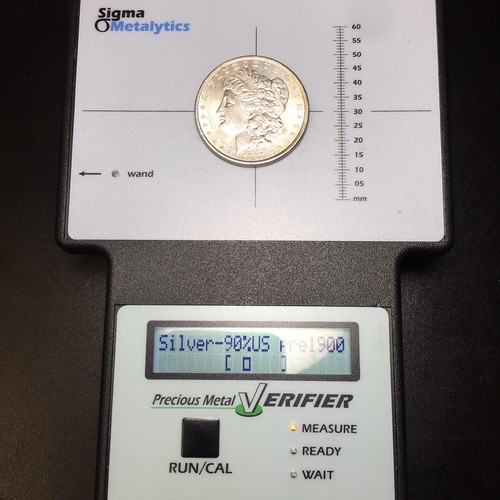 Sigma
Metalytics
60
55
50
45
40
35
30
25
20
15
10
05
mm
wand
Silver-90%US pre1900
[ □ ]
Precious Metal VERIFIER
MEASURE
READY
WAIT
RUN/CAL